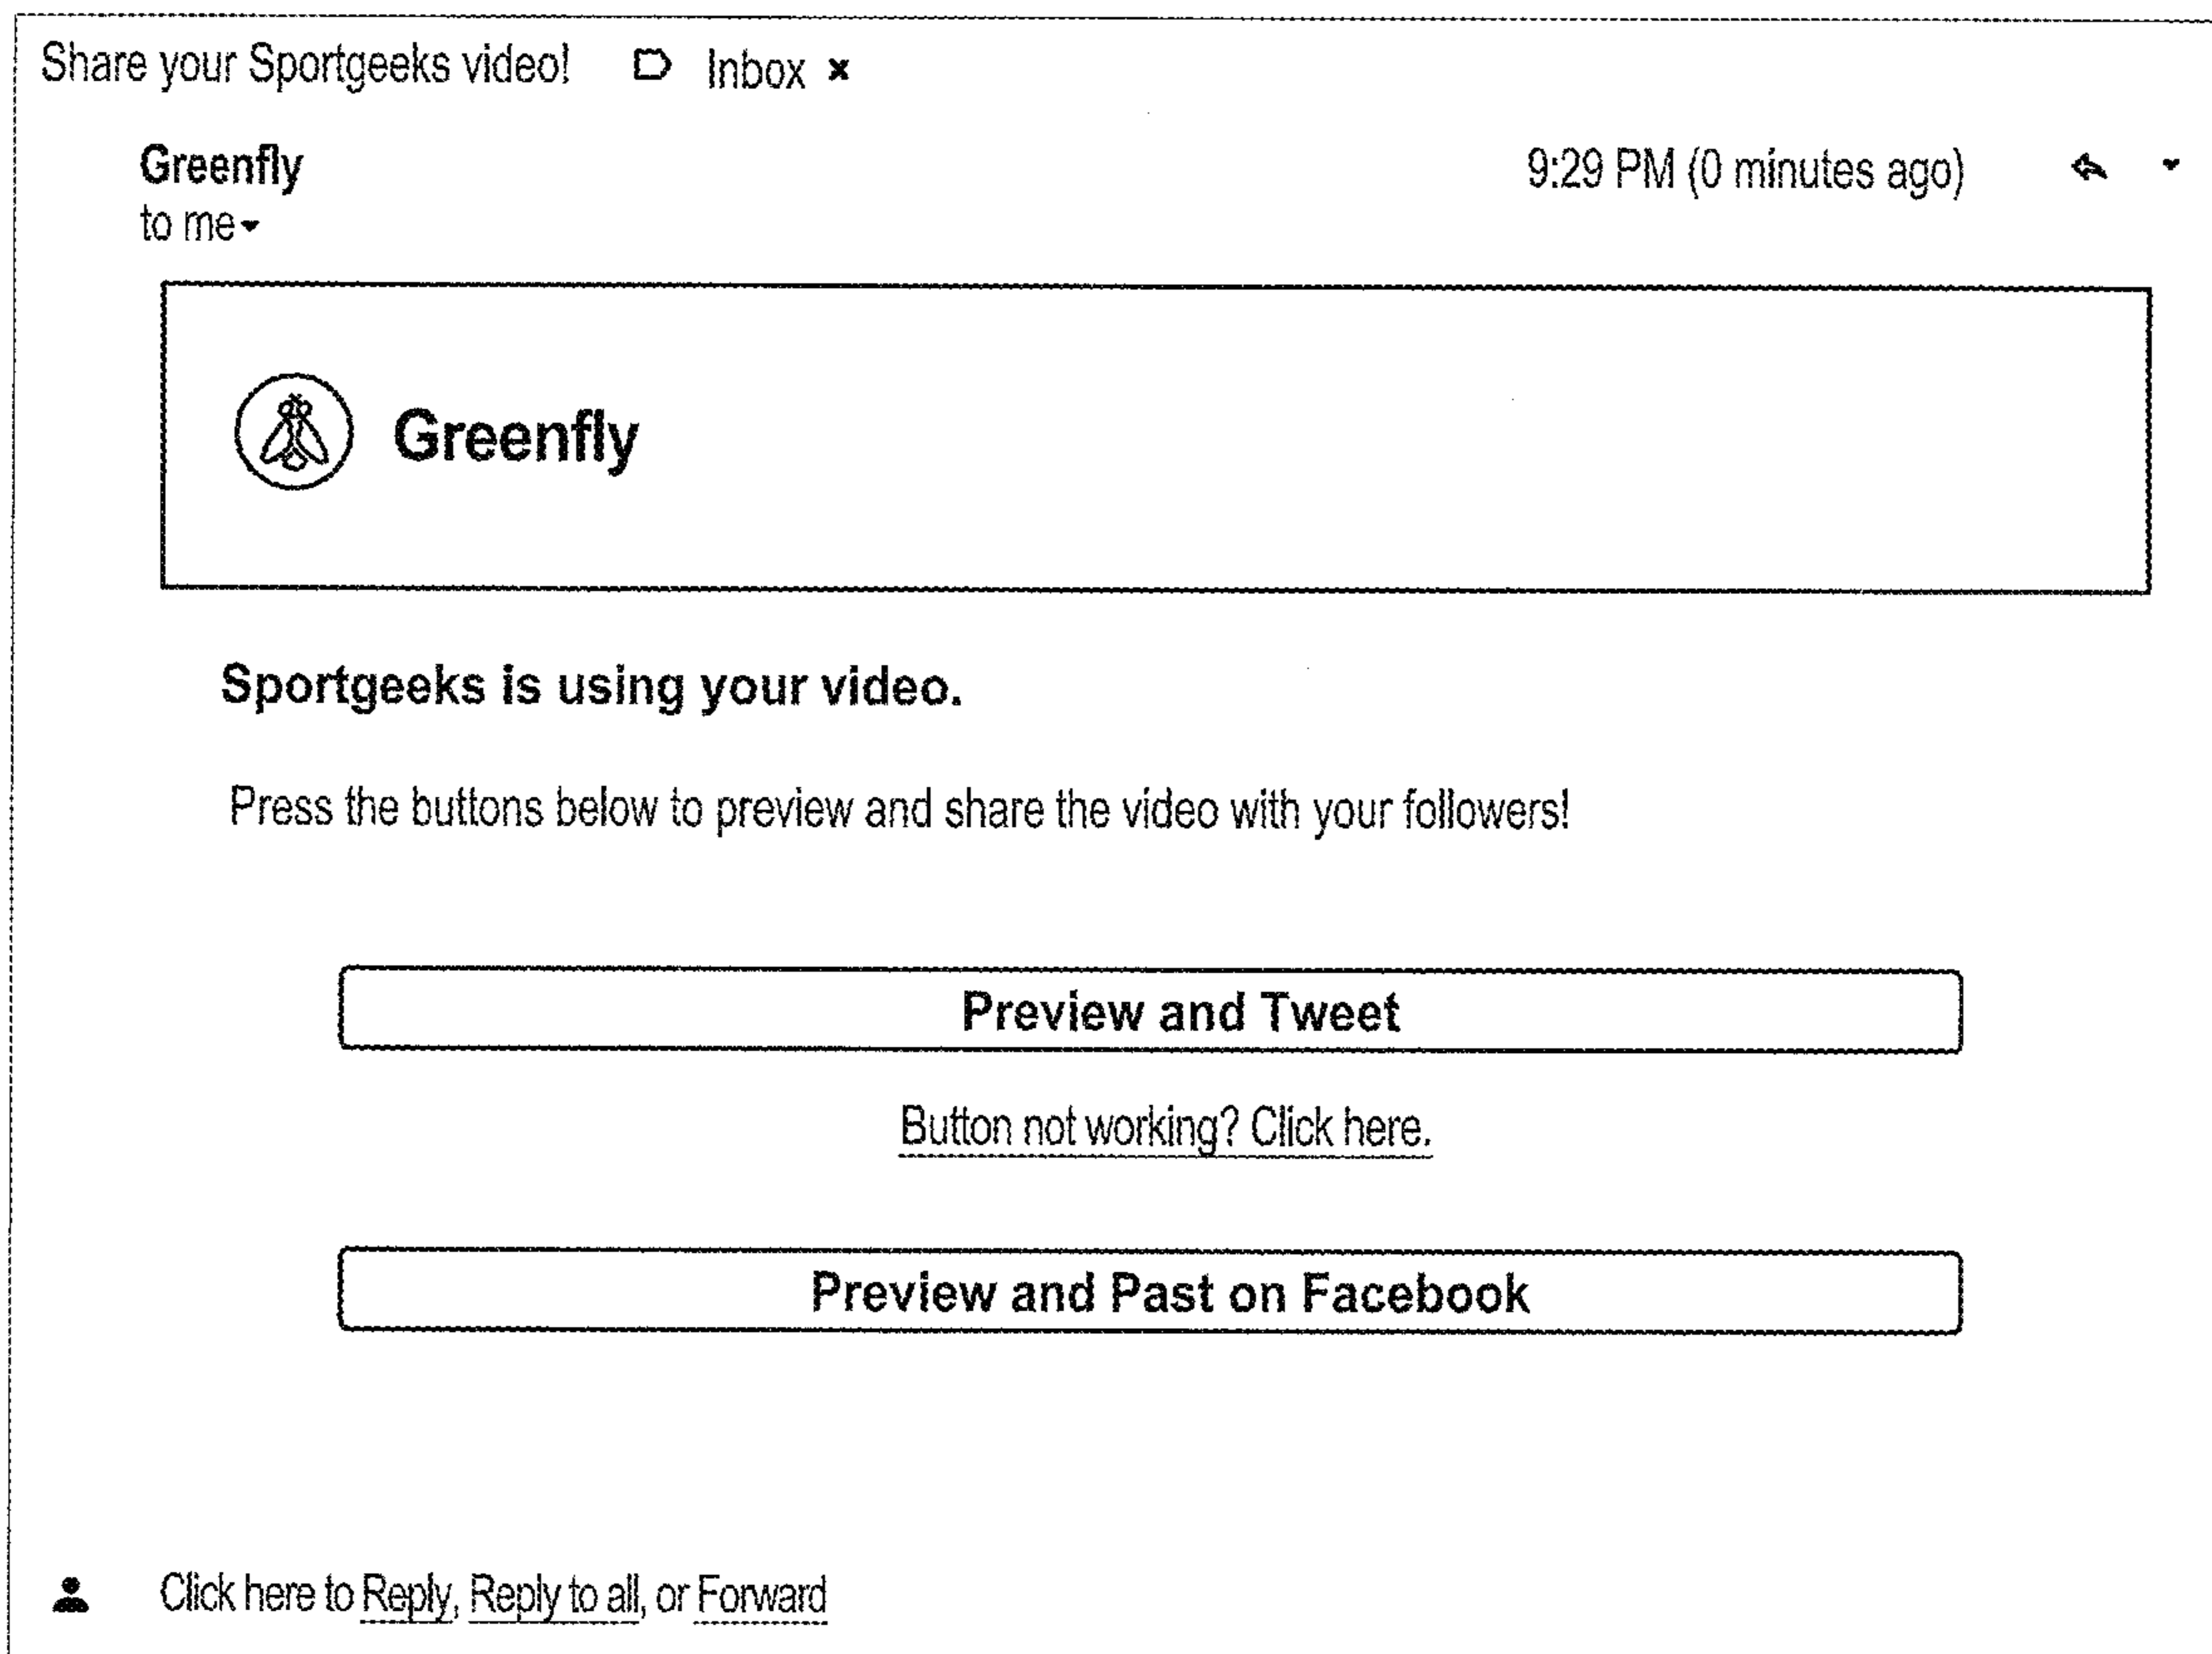 Share your Sportgeeks video! Inbox x
Greenfly 9:29 PM (0 minutes ago)
to me
Greenfly
Sportgeeks is using your video.
Press the buttons below to preview and share the video with your followers!
Preview and Tweet
Button not working? Click here.
Preview and Past on Facebook
Click here to Reply, Reply to all, or Forward